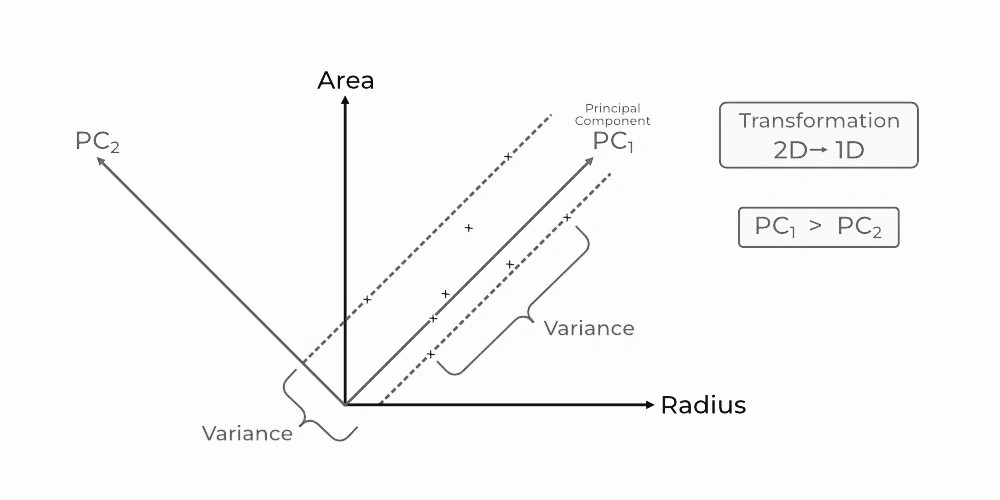 Area
Principal
Component
PC₂
PC₁
Transformation
2D→ 1D
PC₁ > PC₂
Variance
Radius
Variance